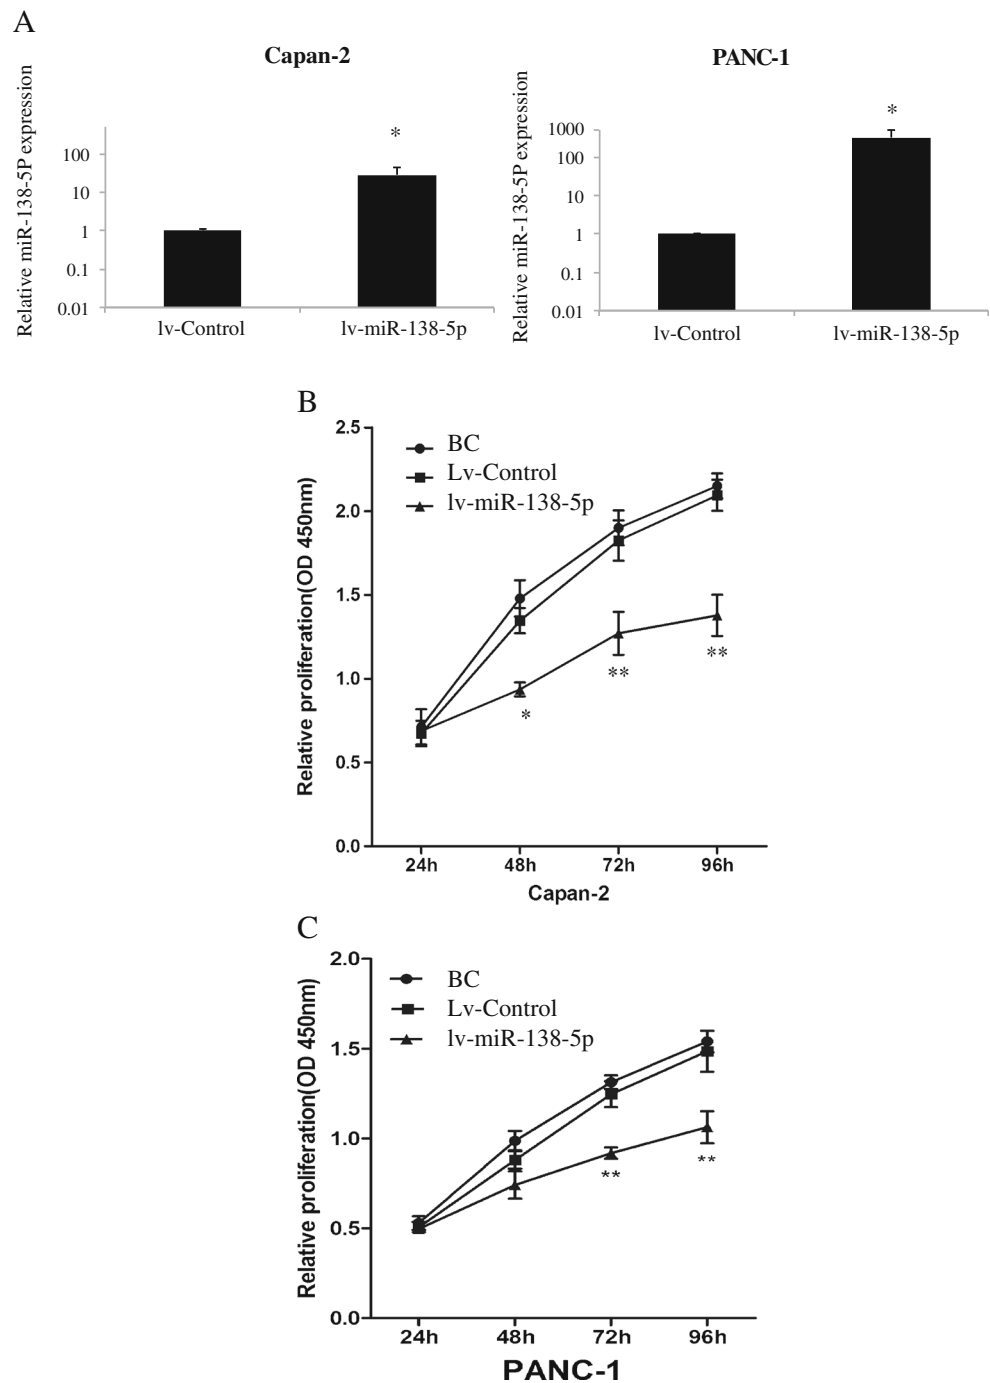 A
Capan-2
Relative miR-138-5P expression
100
10
1
0.1
0.01
*
lv-Control
lv-miR-138-5p
PANC-1
Relative miR-138-5P expression
1000
100
10
1
0.1
0.01
*
lv-Control
lv-miR-138-5p
B
Relative proliferation(OD 450nm)
2.5
2.0
1.5
1.0
0.5
0.0
BC
Lv-Control
lv-miR-138-5p
*
**
**
24h
48h
72h
96h
Capan-2
C
Relative proliferation(OD 450nm)
2.0
1.5
1.0
0.5
0.0
BC
Lv-Control
lv-miR-138-5p
**
**
24h
48h
72h
96h
PANC-1